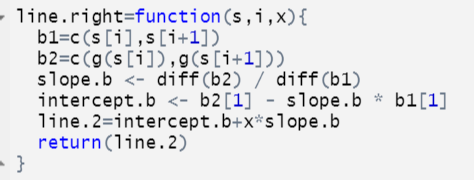 line.right=function(s,i,x){
b1=c(s[i],s[i+1])
b2=c(g(s[i]),g(s[i+1]))
slope.b <- diff(b2) / diff(b1)
intercept.b <- b2[1] - slope.b * b1[1]
line.2=intercept.b+x*slope.b
return(line.2)
}